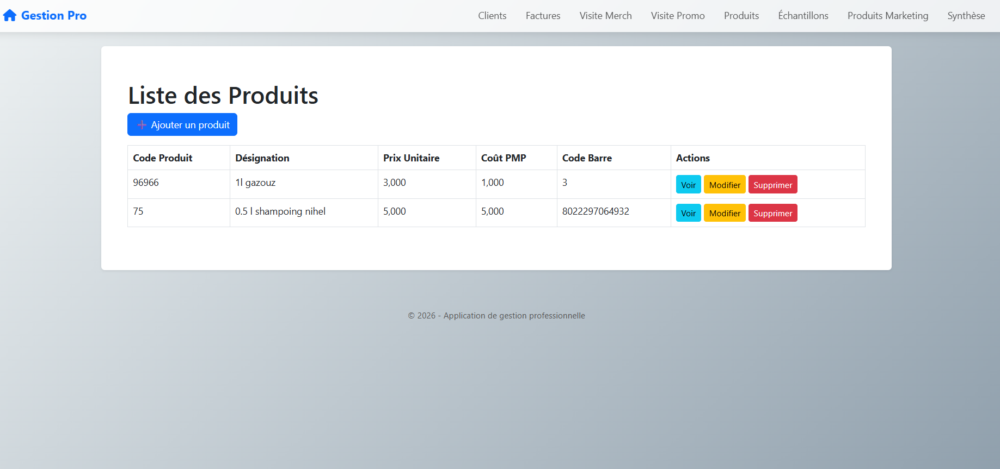 Gestion Pro Clients Factures Visite Merch Visite Promo Produits Échantillons Produits Marketing Synthèse
Liste des Produits
Ajouter un produit
Code Produit Désignation Prix Unitaire Coût PMP Code Barre Actions
96966 1l gazouz 3,000 1,000 3 Voir Modifier Supprimer
75 0.5 l shampoing nihel 5,000 5,000 8022297064932 Voir Modifier Supprimer
© 2026 - Application de gestion professionnelle